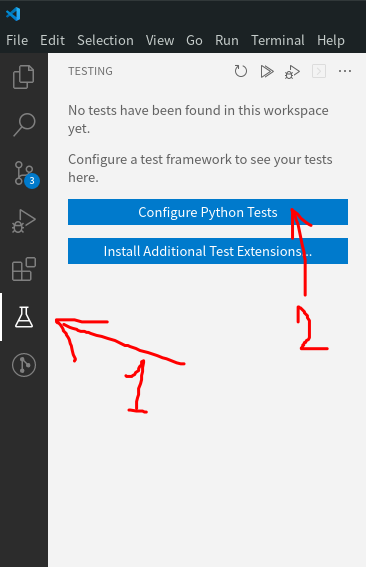 File Edit Selection View Go Run Terminal Help
TESTING
No tests have been found in this workspace
yet.
Configure a test framework to see your tests
here.
3
Configure Python Tests
Install Additional Test Extensions...
2
1